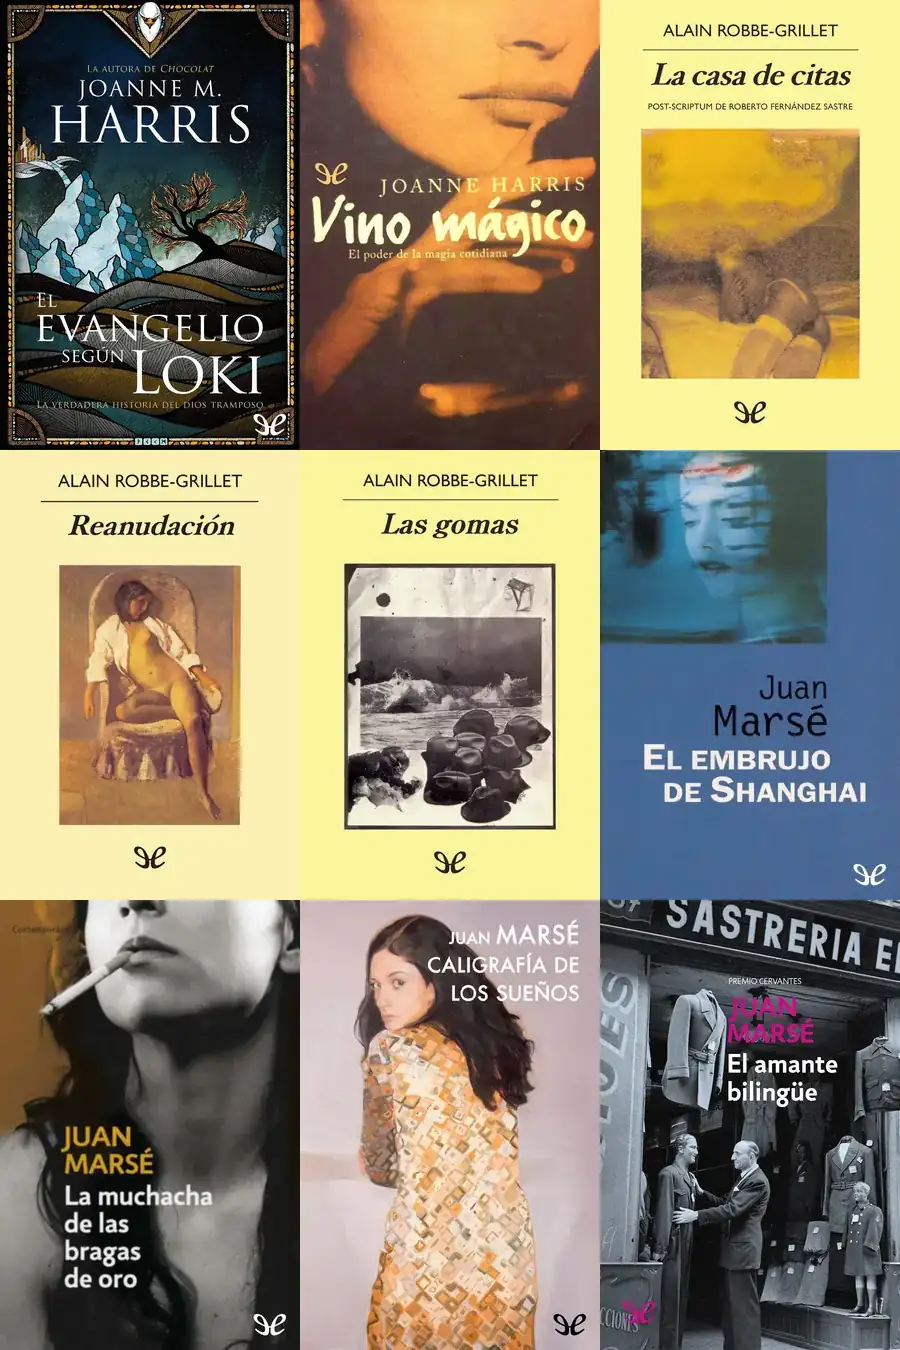 LA AUTORA DE CHOCOLAT
JOANNE M.
HARRIS
EL
EVANGELIO
SEGÚN
LOKI
LA VERDADERA HISTORIA DEL DIOS TRAMPOSO
JOANNE HARRIS
Vino mágico
El poder de la magia cotidiana
ALAIN ROBBE-GRILLET
La casa de citas
POST-SCRIPTUM DE ROBERTO FERNÁNDEZ SASTRE
ALAIN ROBBE-GRILLET
Reanudación
ALAIN ROBBE-GRILLET
Las gomas
Juan
Marsé
EL EMBRUJO
DE SHANGHAI
JUAN
MARSÉ
La muchacha
de las
bragas
de oro
JUAN MARSÉ
CALIGRAFÍA DE
LOS SUEÑOS
SASTRERIA
PREMIO CERVANTES
JUAN
MARSÉ
El amante
bilingüe